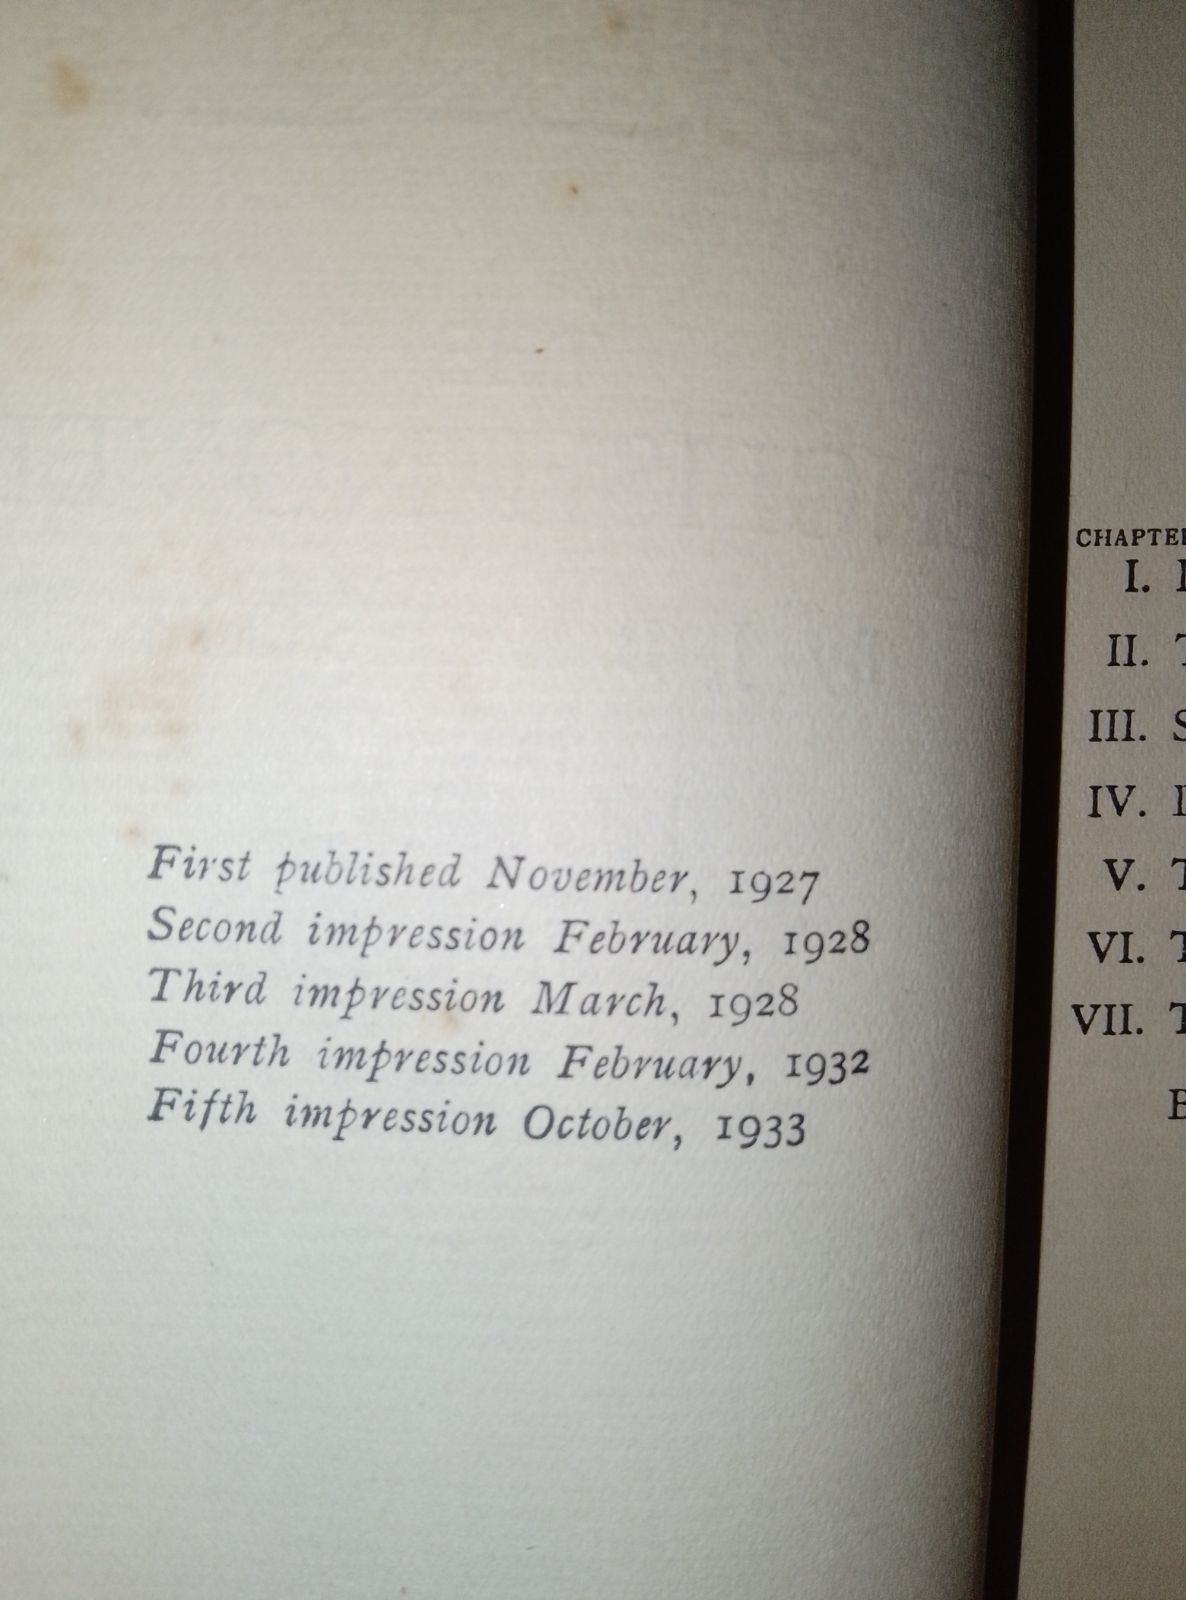 First published November, 1927
Second impression February, 1928
Third impression March, 1928
Fourth impression February, 1932
Fifth impression October, 1933
I.
II.
III.
IV.
V.
VI.
VII.